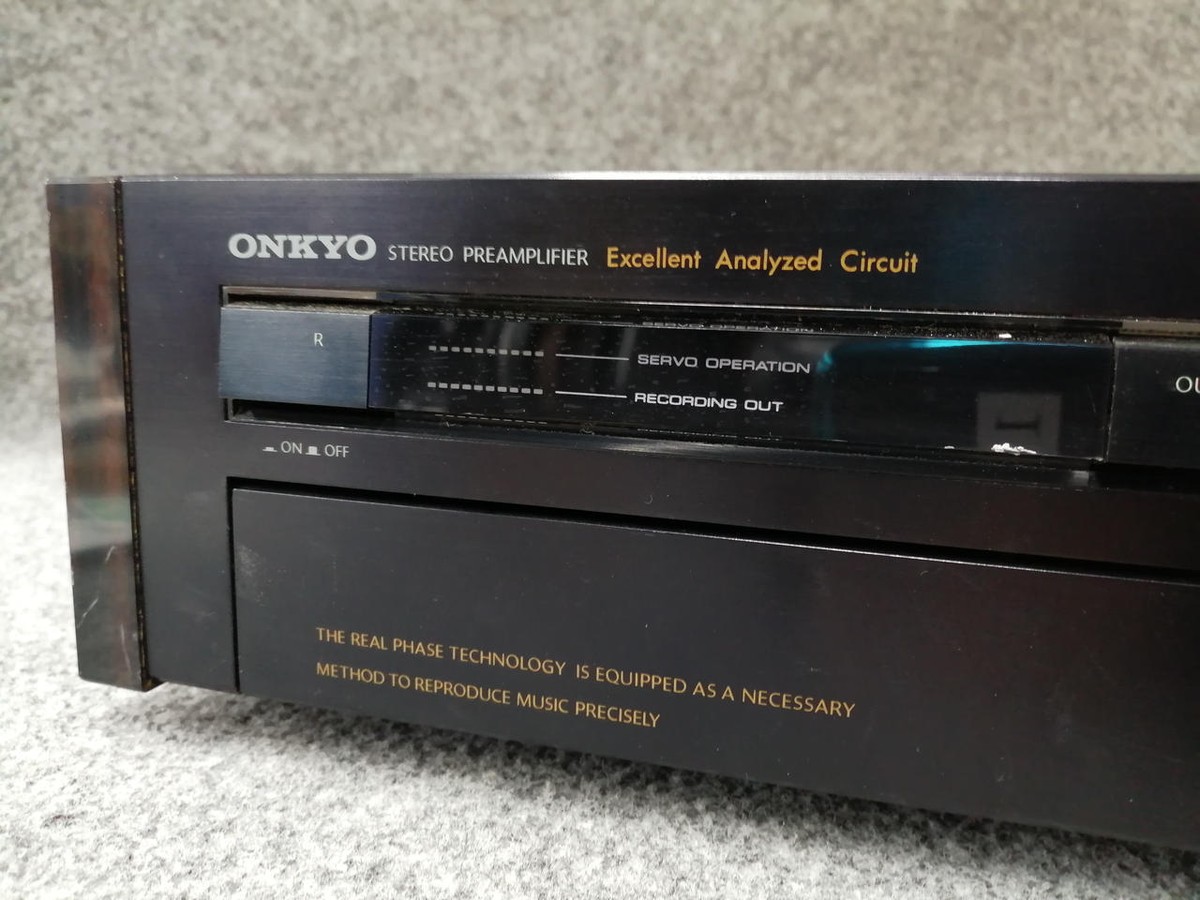 ONKYO STEREO PREAMPLIFIER Excellent Analyzed Circuit
R
SERVO OPERATION
RECORDING OUT
OU
ON OFF
THE REAL PHASE TECHNOLOGY IS EQUIPPED AS A NECESSARY
METHOD TO REPRODUCE MUSIC PRECISELY